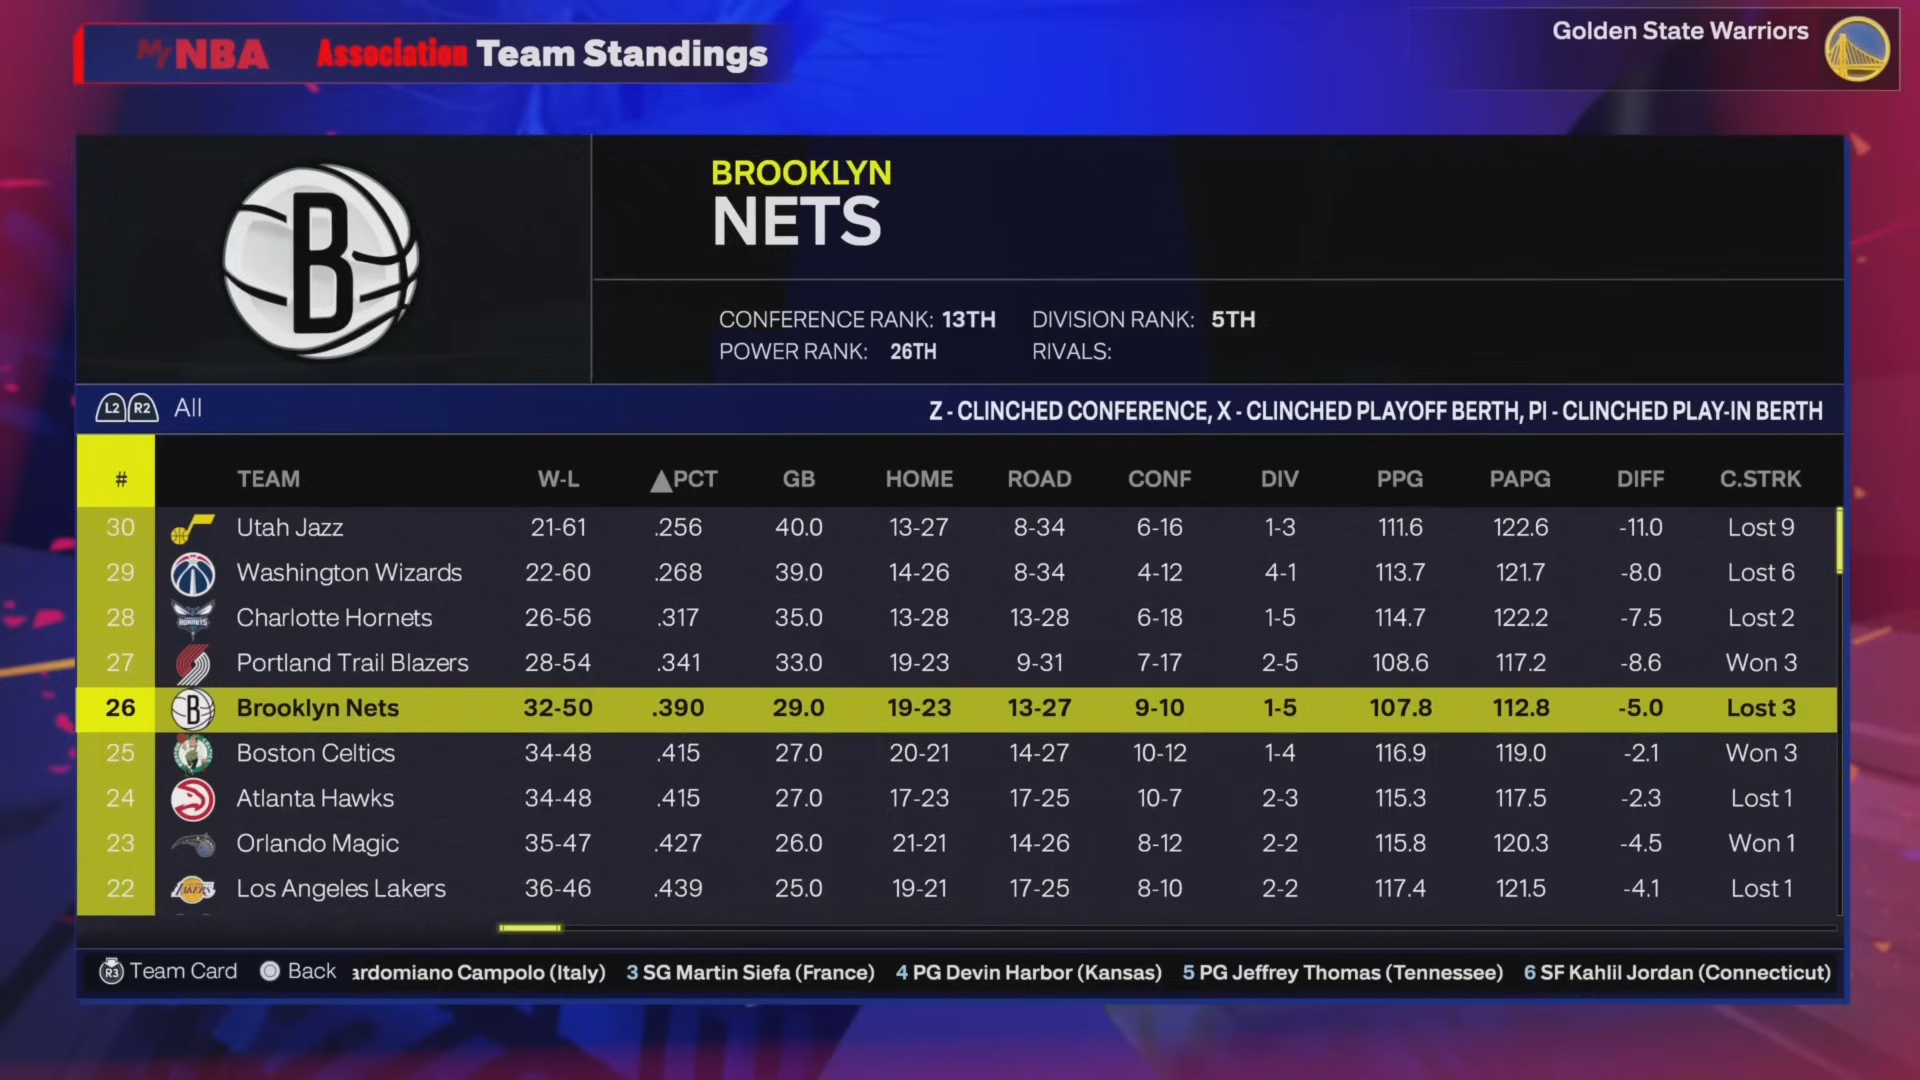 MyNBA Association Team Standings
Golden State Warriors
BROOKLYN
NETS
B
CONFERENCE RANK: 13TH DIVISION RANK: 5TH
POWER RANK: 26TH RIVALS:
L2 R2 All Z - CLINCHED CONFERENCE, X - CLINCHED PLAYOFF BERTH, PI - CLINCHED PLAY-IN BERTH
# TEAM W-L ▲PCT GB HOME ROAD CONF DIV PPG PAPG DIFF C.STRK
30 Utah Jazz 21-61 .256 40.0 13-27 8-34 6-16 1-3 111.6 122.6 -11.0 Lost 9
29 Washington Wizards 22-60 .268 39.0 14-26 8-34 4-12 4-1 113.7 121.7 -8.0 Lost 6
28 HORNETS Charlotte Hornets 26-56 .317 35.0 13-28 13-28 6-18 1-5 114.7 122.2 -7.5 Lost 2
27 Portland Trail Blazers 28-54 .341 33.0 19-23 9-31 7-17 2-5 108.6 117.2 -8.6 Won 3
26 B Brooklyn Nets 32-50 .390 29.0 19-23 13-27 9-10 1-5 107.8 112.8 -5.0 Lost 3
25 Boston Celtics 34-48 .415 27.0 20-21 14-27 10-12 1-4 116.9 119.0 -2.1 Won 3
24 Atlanta Hawks 34-48 .415 27.0 17-23 17-25 10-7 2-3 115.3 117.5 -2.3 Lost 1
23 Orlando Magic 35-47 .427 26.0 21-21 14-26 8-12 2-2 115.8 120.3 -4.5 Won 1
22 LAKERS Los Angeles Lakers 36-46 .439 25.0 19-21 17-25 8-10 2-2 117.4 121.5 -4.1 Lost 1
R3 Team Card Back ardomiano Campolo (Italy) 3 SG Martin Siefa (France) 4 PG Devin Harbor (Kansas) 5 PG Jeffrey Thomas (Tennessee) 6 SF Kahlil Jordan (Connecticut)